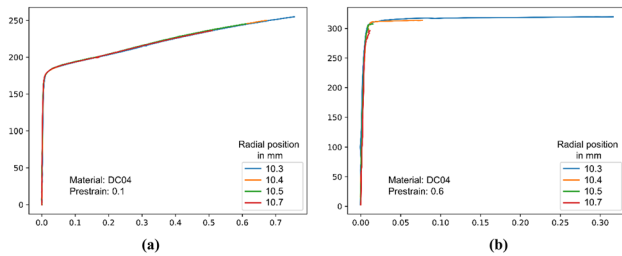 250
200
150
100
50
0
0.0 0.1 0.2 0.3 0.4 0.5 0.6 0.7
Material: DC04
Prestrain: 0.1
Radial position
in mm
10.3
10.4
10.5
10.7
(a)
300
250
200
150
100
50
0
0.00 0.05 0.10 0.15 0.20 0.25 0.30
Material: DC04
Prestrain: 0.6
Radial position
in mm
10.3
10.4
10.5
10.7
(b)